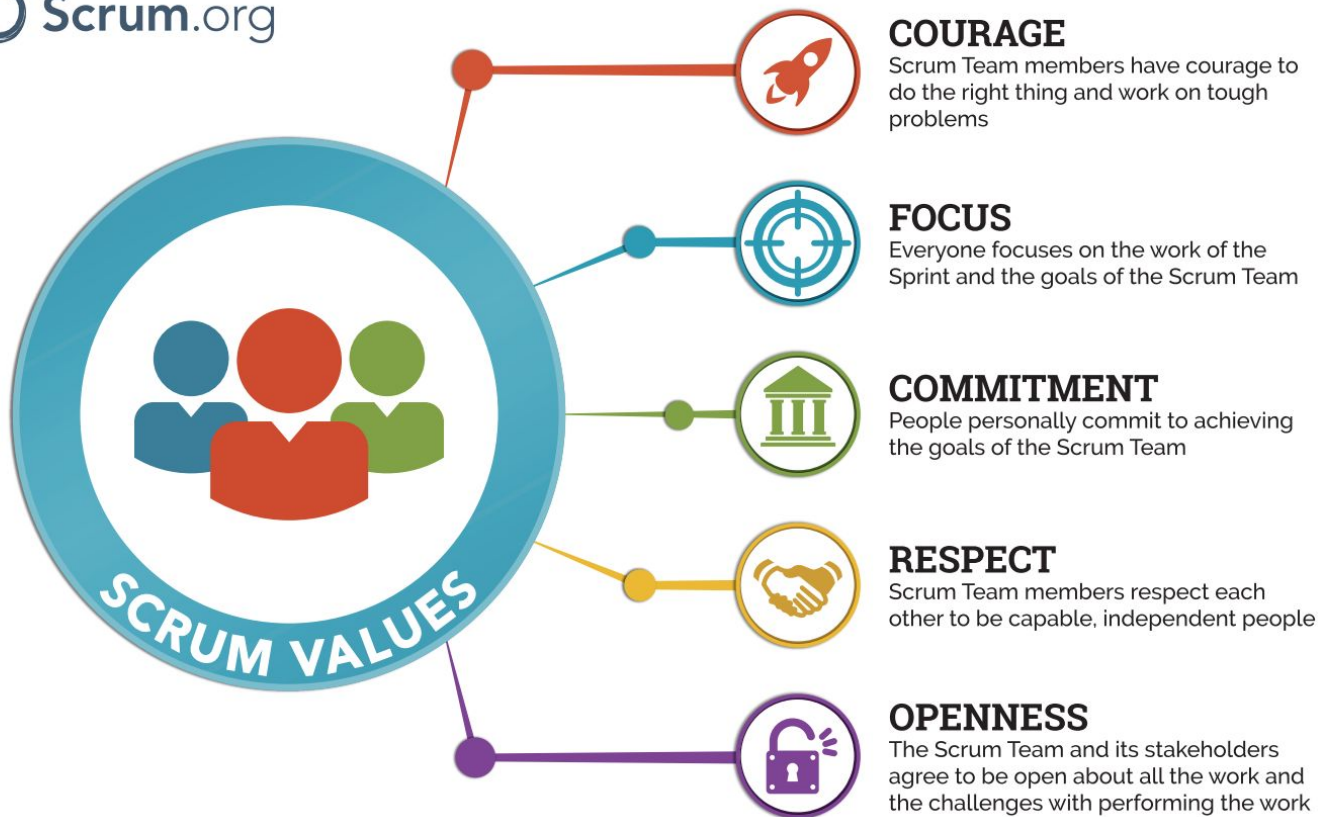 Scrum.org
COURAGE
Scrum Team members have courage to
do the right thing and work on tough
problems
FOCUS
Everyone focuses on the work of the
Sprint and the goals of the Scrum Team
COMMITMENT
People personally commit to achieving
the goals of the Scrum Team
RESPECT
Scrum Team members respect each
other to be capable, independent people
OPENNESS
The Scrum Team and its stakeholders
agree to be open about all the work and
the challenges with performing the work
SCRUM VALUES